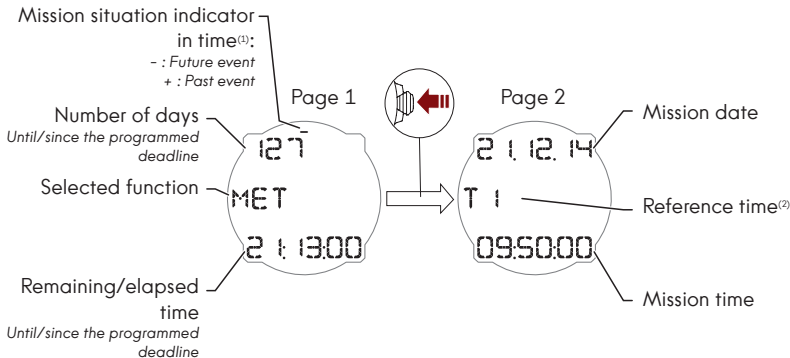 Mission situation indicator
in time(1):
– : Future event
+ : Past event
Number of days
Until/since the programmed
deadline
Selected function
Remaining/elapsed
time
Until/since the programmed
deadline
Page 1
–
127
MET
21:13:00
Page 2
21.12.14
T1
09:50:00
Mission date
Reference time(2)
Mission time